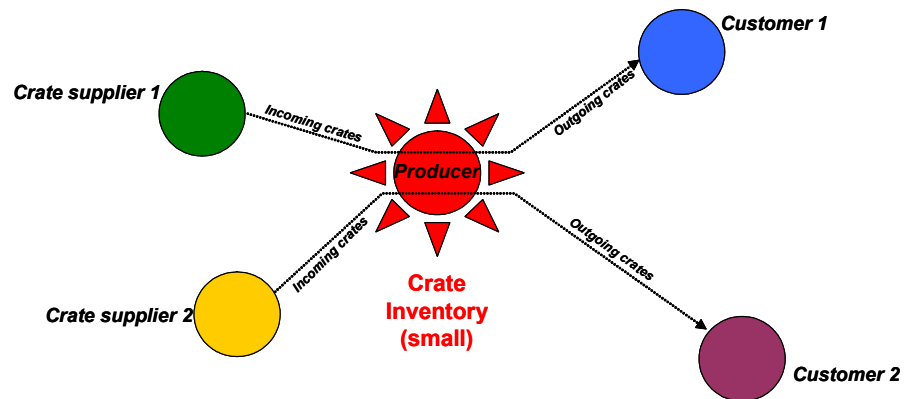 Customer 1
Crate supplier 1
Incoming crates
Outgoing crates
Producer
Incoming crates
Outgoing crates
Crate
Inventory
(small)
Crate supplier 2
Customer 2